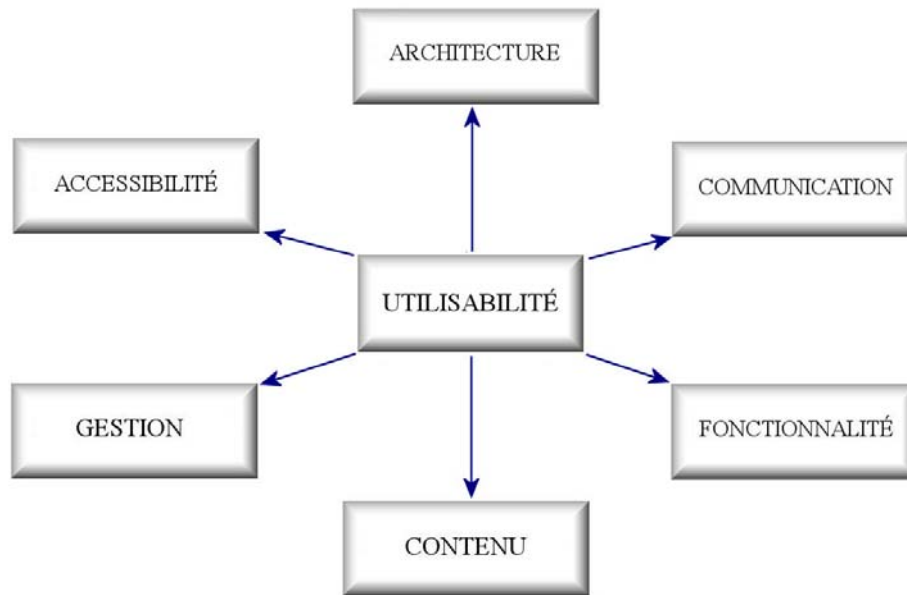 ARCHITECTURE
ACCESSIBILITÉ
COMMUNICATION
UTILISABILITÉ
GESTION
FONCTIONNALITÉ
CONTENU